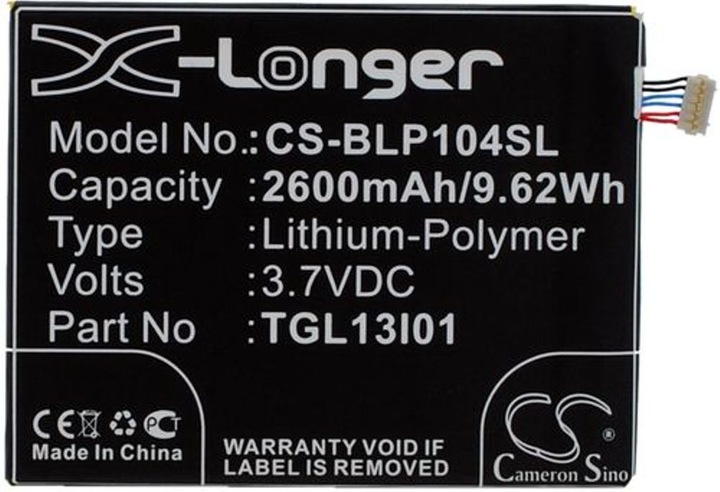 X-Longer
Model No.:CS-BLP104SL
Capacity :2600mAh/9.62Wh
Type :Lithium-Polymer
Volts :3.7VDC
Part No :TGL13I01
CE PCT
Made In China
WARRANTY VOID IF
LABEL IS REMOVED
CS ®
Cameron Sino